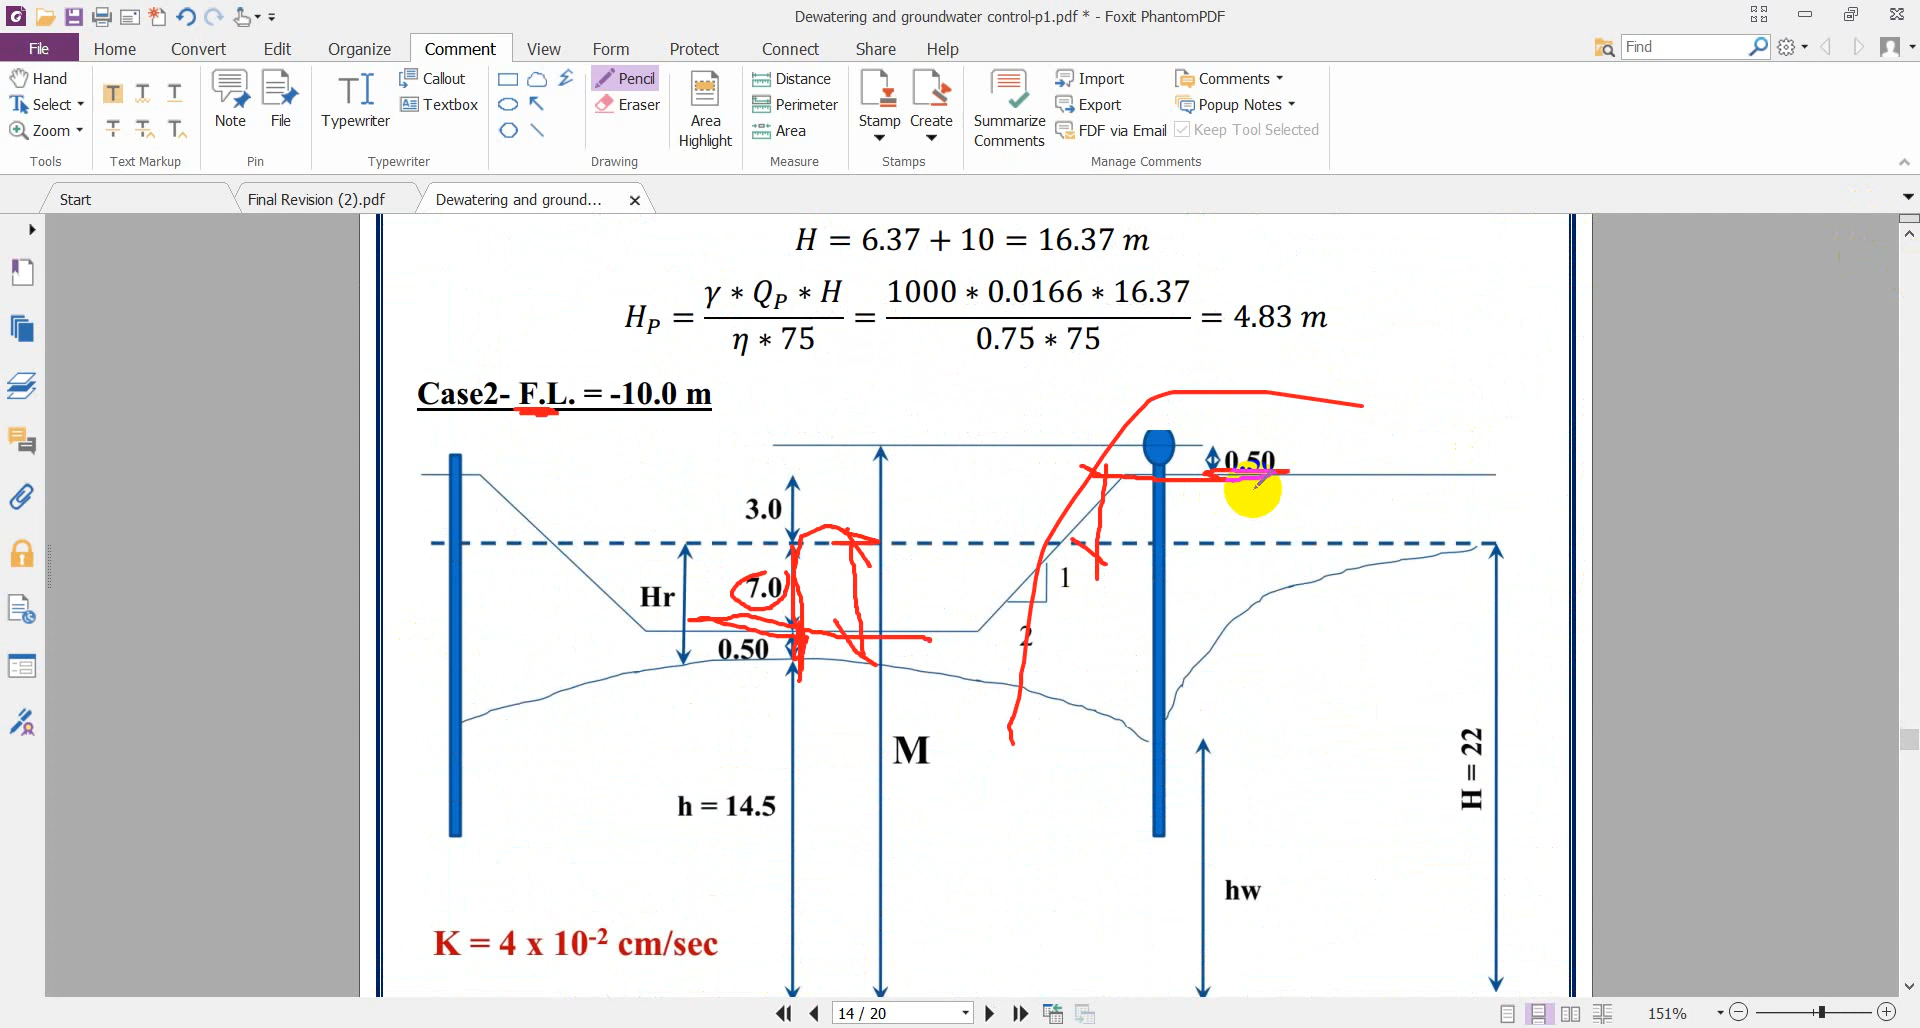 Dewatering and groundwater control-p1.pdf * - Foxit PhantomPDF
File Home Convert Edit Organize Comment View Form Protect Connect Share Help Find
Hand
Select
Zoom
Tools
Text Markup
Note
File
Pin
Typewriter
Callout
Textbox
Typewriter
Pencil
Eraser
Drawing
Area
Highlight
Distance
Perimeter
Area
Measure
Stamp
Create
Stamps
Summarize
Comments
Import
Export
FDF via Email
Comments
Popup Notes
Keep Tool Selected
Manage Comments
Start Final Revision (2).pdf Dewatering and ground...
H = 6.37 + 10 = 16.37 m
H_P = γ * Q_P * H / η * 75 = 1000 * 0.0166 * 16.37 / 0.75 * 75 = 4.83 m
Case2- F.L. = -10.0 m
0.50
3.0
7.0
Hr
1
2
0.50
M
h = 14.5
H = 22
hw
K = 4 x 10⁻² cm/sec
14 / 20
151%